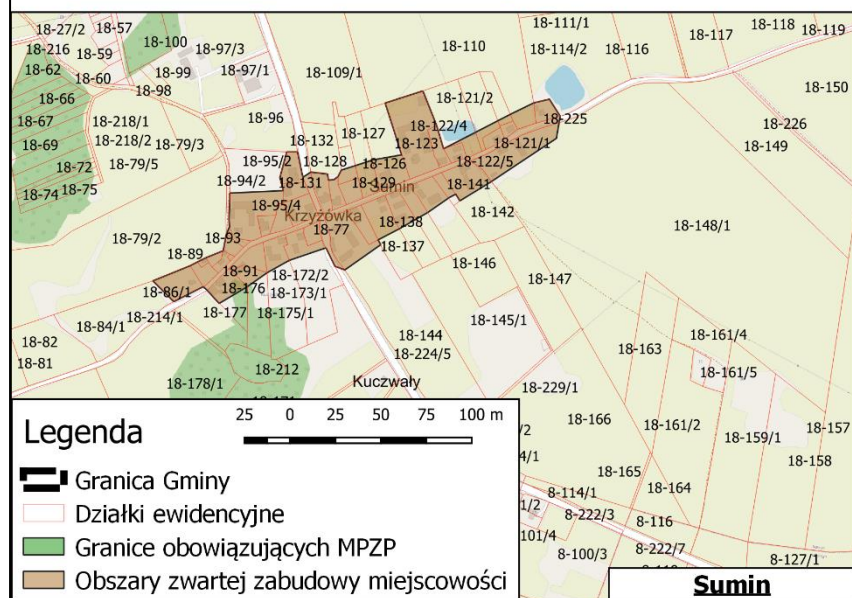 18-27/2 18-57 18-111/1 18-118
18-216 18-100 18-97/3 18-110 18-114/2 18-116 18-117 18-119
18-59
18-62 18-99 18-97/1 18-109/1
18-60 18-98 18-150
18-66 18-121/2
18-67 18-218/1 18-96 18-127 18-122/4 18-225 18-226
18-69 18-218/2 18-79/3 18-132 18-123 18-121/1 18-149
18-72 18-79/5 18-95/2 18-128 18-126 18-122/5
18-74 18-75 18-94/2 18-131 18-129 Sumin 18-141
18-95/4 Krzyżówka 18-138 18-142
18-79/2 18-93 18-77 18-137 18-148/1
18-89
18-91 18-172/2 18-146 18-147
18-86/1 18-176 18-173/1
18-84/1 18-214/1 18-177 18-175/1 18-145/1
18-82 18-144 18-163 18-161/4
18-81 18-212 18-224/5 18-161/5
18-178/1 Kuczwały 18-229/1
18-166 18-161/2 18-159/1 18-157
18-158
18-165 18-164
8-114/1
8-222/3 8-116
101/4
8-100/3 8-222/7 8-127/1
Legenda
25 0 25 50 75 100 m
Granica Gminy
Działki ewidencyjne
Granice obowiązujących MPZP
Obszary zwartej zabudowy miejscowości
Sumin